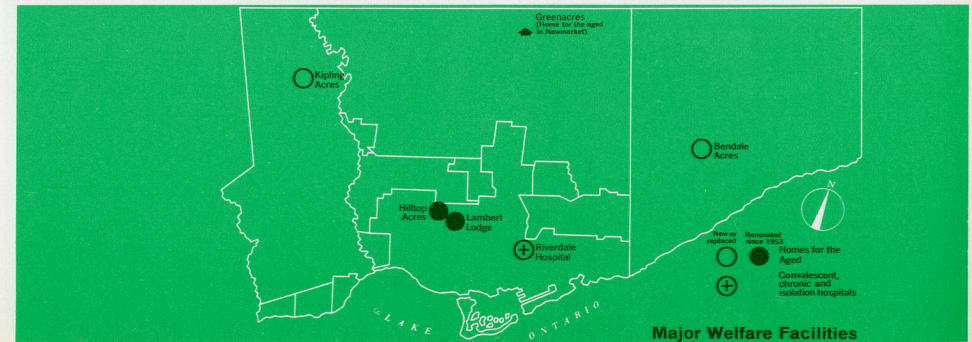 Greenacres
(Home for the aged
in Newmarket)
Kipling
Acres
Bendale
Acres
Hilltop
Acres
Lambert
Lodge
Riverdale
Hospital
N
New or
replaced
Renovated
since 1953
Homes for the
Aged
Convalescent,
chronic and
isolation hospitals
LAKE ONTARIO
Major Welfare Facilities